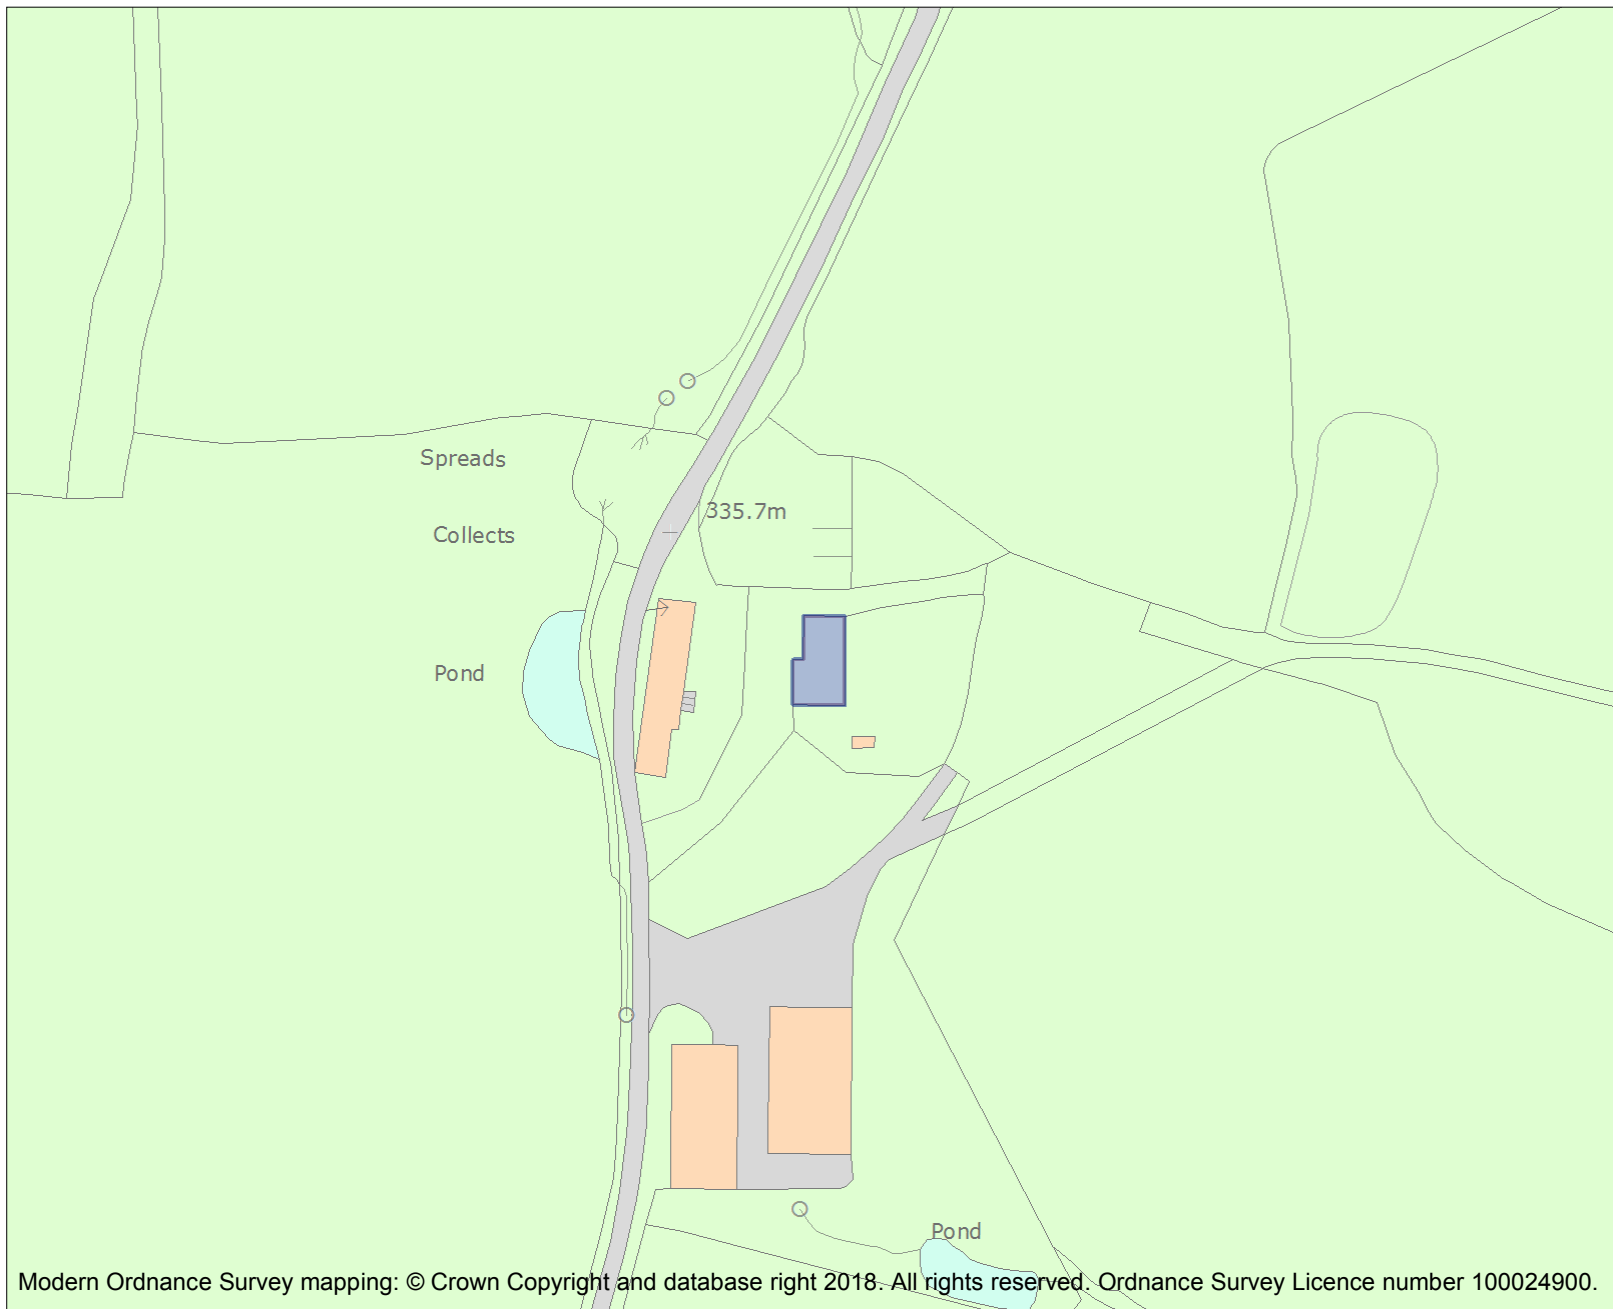 Spreads
335.7m
Collects
Pond
Pond
Modern Ordnance Survey mapping: © Crown Copyright and database right 2018. All rights reserved. Ordnance Survey Licence number 100024900.